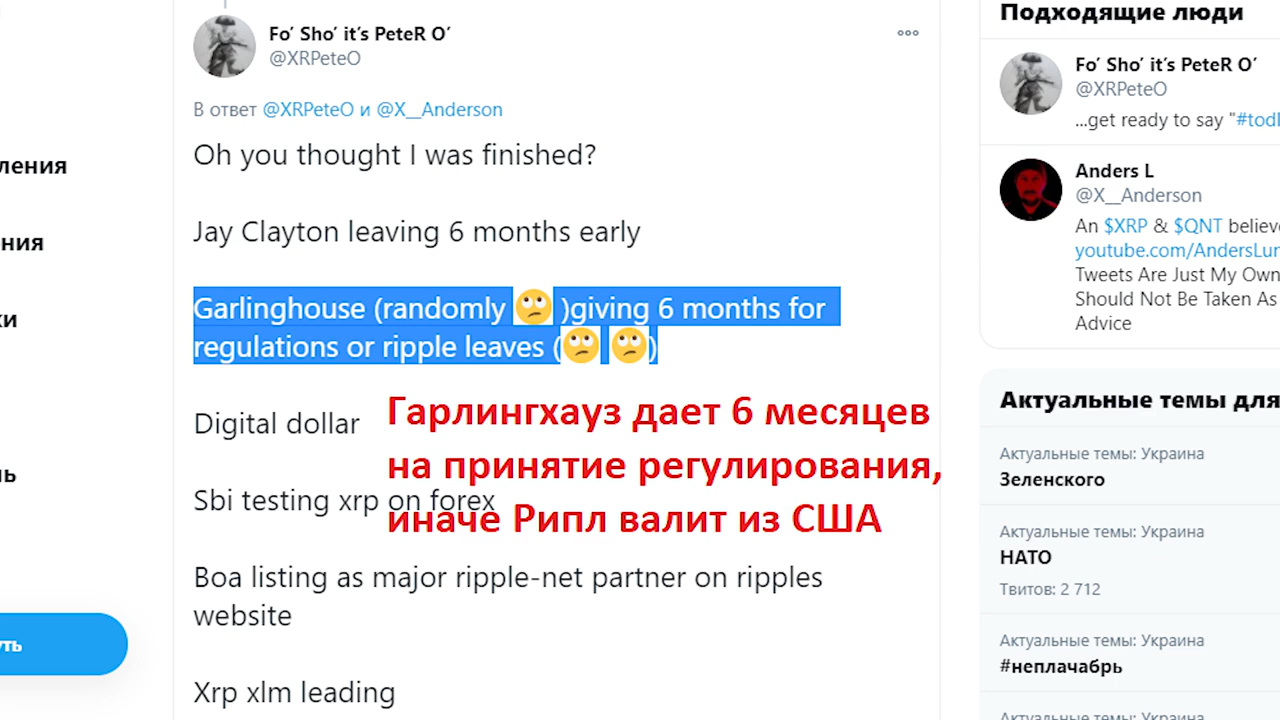 Fo’ Sho’ it’s PeteR O’
@XRPeteO
В ответ @XRPeteO и @X__Anderson
Oh you thought I was finished?
Jay Clayton leaving 6 months early
Garlinghouse (randomly 🙄 )giving 6 months for
regulations or ripple leaves (🙄 🙄)
Digital dollar
Sbi testing xrp on forex
Boa listing as major ripple-net partner on ripples
website
Xrp xlm leading
Гарлингхауз дает 6 месяцев
на принятие регулирования,
иначе Рипл валит из США
ления
ния
ки
ь
уть
Подходящие люди
Fo’ Sho’ it’s PeteR O’
@XRPeteO
...get ready to say "#tod
Anders L
@X__Anderson
An $XRP & $QNT believe
youtube.com/AndersLur
Tweets Are Just My Own
Should Not Be Taken As
Advice
Актуальные темы для
Актуальные темы: Украина
Зеленского
Актуальные темы: Украина
НАТО
Твитов: 2 712
Актуальные темы: Украина
#неплачабрь
Актуальные темы: Украина